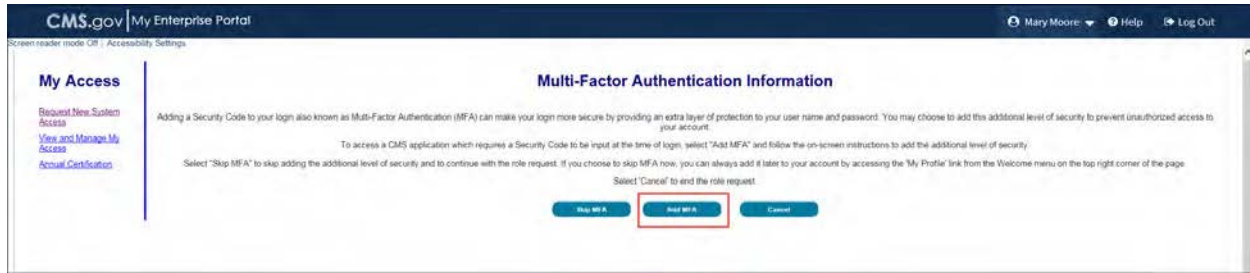 CMS.gov My Enterprise Portal
Mary Moore Help Log Out
Screen reader mode Off | Accessibility Settings
My Access
Request New System
Access
View and Manage My
Access
Annual Certification
Multi-Factor Authentication Information
Adding a Security Code to your login also known as Multi-Factor Authentication (MFA) can make your login more secure by providing an extra layer of protection to your user name and password. You may choose to add this additional level of security to prevent unauthorized access to
your account.
To access a CMS application which requires a Security Code to be input at the time of login, select "Add MFA" and follow the on-screen instructions to add the additional level of security.
Select "Skip MFA" to skip adding the additional level of security and to continue with the role request. If you choose to skip MFA now, you can always add it later to your account by accessing the 'My Profile' link from the Welcome menu on the top right corner of the page.
Select 'Cancel' to end the role request.
Skip MFA Add MFA Cancel